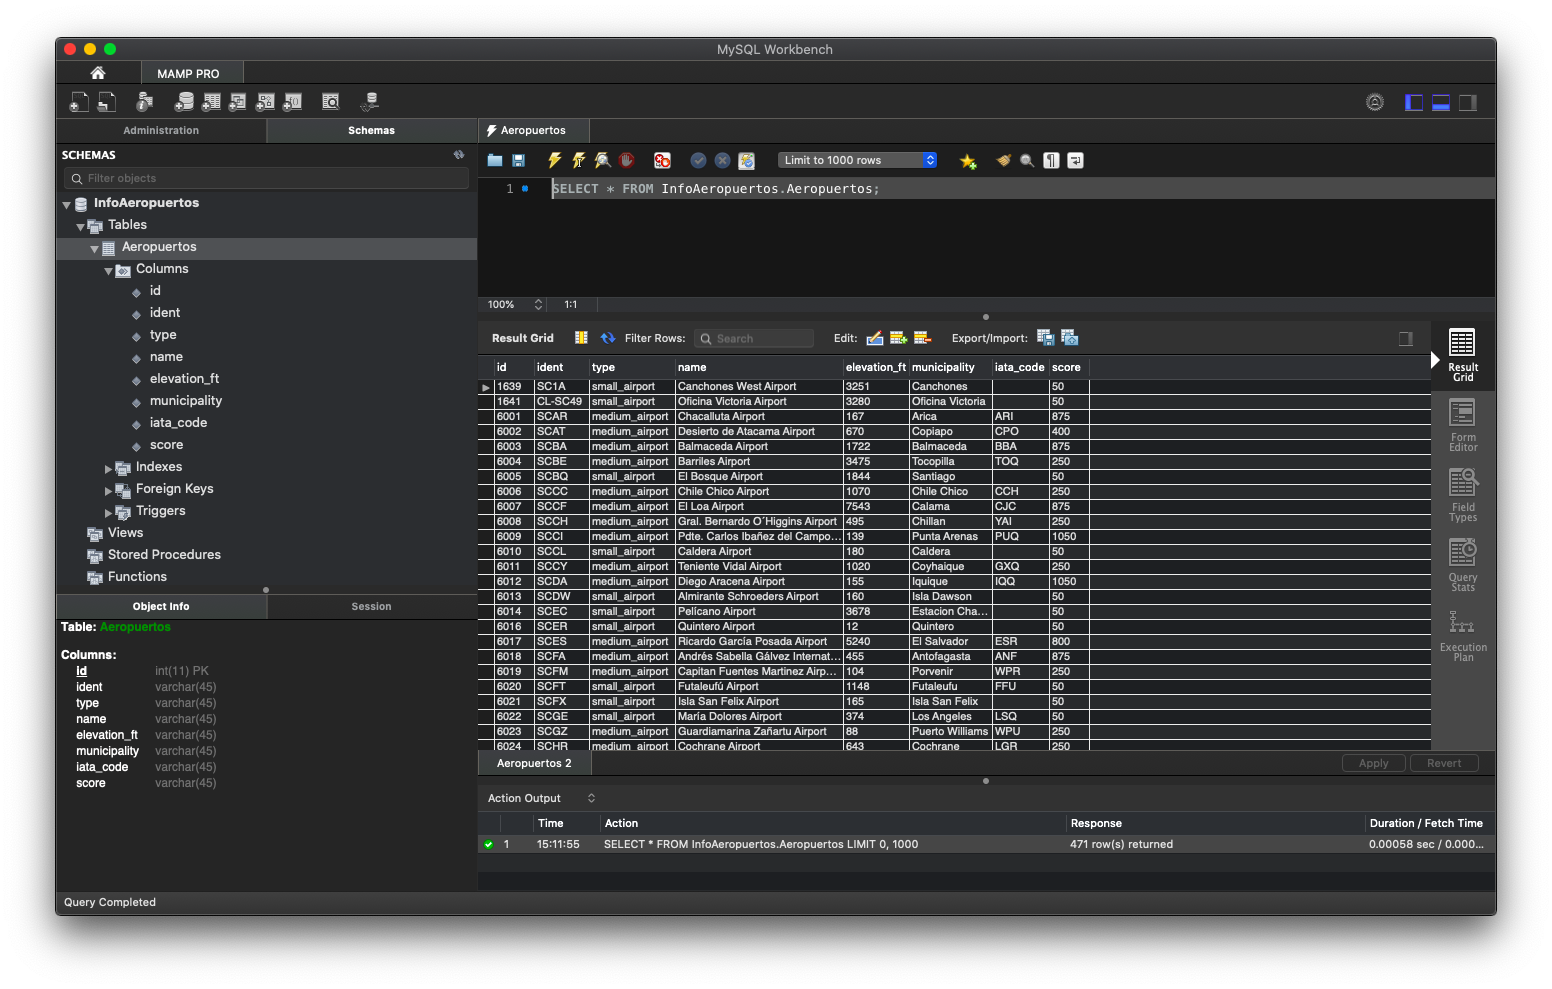 MySQL Workbench
MAMP PRO
Administration
Schemas
SCHEMAS
Filter objects
InfoAeropuertos
Tables
Aeropuertos
Columns
id
ident
type
name
elevation_ft
municipality
iata_code
score
Indexes
Foreign Keys
Triggers
Views
Stored Procedures
Functions
Object Info
Session
Table: Aeropuertos
Columns:
id int(11) PK
ident varchar(45)
type varchar(45)
name varchar(45)
elevation_ft varchar(45)
municipality varchar(45)
iata_code varchar(45)
score varchar(45)
Aeropuertos
Limit to 1000 rows
1 SELECT * FROM InfoAeropuertos.Aeropuertos;
100% 1:1
Result Grid Filter Rows: Search Edit: Export/Import:
id ident type name elevation_ft municipality iata_code score
1639 SC1A small_airport Canchones West Airport 3251 Canchones 50
1641 CL-SC49 small_airport Oficina Victoria Airport 3280 Oficina Victoria 50
6001 SCAR medium_airport Chacalluta Airport 167 Arica ARI 875
6002 SCAT medium_airport Desierto de Atacama Airport 670 Copiapo CPO 400
6003 SCBA medium_airport Balmaceda Airport 1722 Balmaceda BBA 875
6004 SCBE medium_airport Barriles Airport 3475 Tocopilla TOQ 250
6005 SCBQ small_airport El Bosque Airport 1844 Santiago 50
6006 SCCC medium_airport Chile Chico Airport 1070 Chile Chico CCH 250
6007 SCCF medium_airport El Loa Airport 7543 Calama CJC 875
6008 SCCH medium_airport Gral. Bernardo O´Higgins Airport 495 Chillan YAI 250
6009 SCCI medium_airport Pdte. Carlos Ibañez del Campo... 139 Punta Arenas PUQ 1050
6010 SCCL small_airport Caldera Airport 180 Caldera 50
6011 SCCY medium_airport Teniente Vidal Airport 1020 Coyhaique GXQ 250
6012 SCDA medium_airport Diego Aracena Airport 155 Iquique IQQ 1050
6013 SCDW small_airport Almirante Schroeders Airport 160 Isla Dawson 50
6014 SCEC small_airport Pelícano Airport 3678 Estacion Cha... 50
6016 SCER small_airport Quintero Airport 12 Quintero 50
6017 SCES medium_airport Ricardo García Posada Airport 5240 El Salvador ESR 800
6018 SCFA medium_airport Andrés Sabella Gálvez Internat... 455 Antofagasta ANF 875
6019 SCFM medium_airport Capitan Fuentes Martinez Airp... 104 Porvenir WPR 250
6020 SCFT small_airport Futaleufú Airport 1148 Futaleufu FFU 50
6021 SCFX small_airport Isla San Felix Airport 165 Isla San Felix 50
6022 SCGE small_airport María Dolores Airport 374 Los Angeles LSQ 50
6023 SCGZ medium_airport Guardiamarina Zañartu Airport 88 Puerto Williams WPU 250
6024 SCHR medium_airport Cochrane Airport 643 Cochrane LGR 250
Result
Grid
Form
Editor
Field
Types
Query
Stats
Execution
Plan
Aeropuertos 2
Apply
Revert
Action Output
Time Action Response Duration / Fetch Time
1 15:11:55 SELECT * FROM InfoAeropuertos.Aeropuertos LIMIT 0, 1000 471 row(s) returned 0.00058 sec / 0.000...
Query Completed